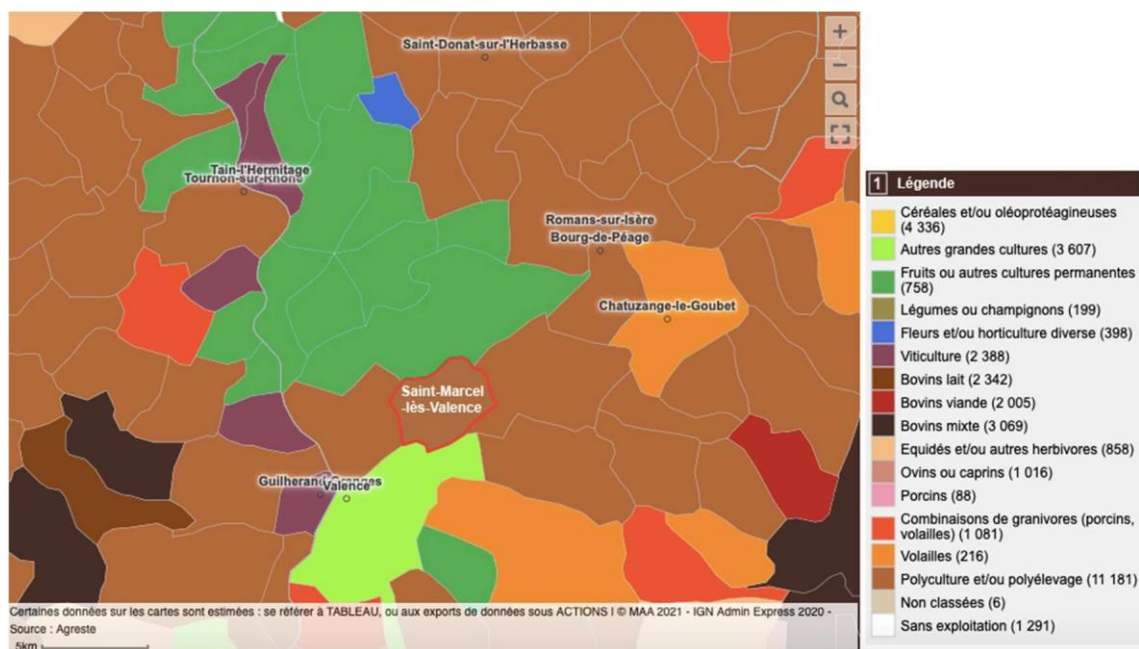 Saint-Donat-sur-l'Herbasse
Tain-l'Hermitage
Tournon-sur-Rhône
Romans-sur-Isère
Bourg-de-Péage
Chatuzange-le-Goubet
Saint-Marcel
-lès-Valence
Guilherand-Granges
Valence
Certaines données sur les cartes sont estimées : se référer à TABLEAU, ou aux exports de données sous ACTIONS I © MAA 2021 - IGN Admin Express 2020 -
Source : Agreste
5km
+
−
1 Légende
Céréales et/ou oléoprotéagineuses
(4 336)
Autres grandes cultures (3 607)
Fruits ou autres cultures permanentes
(758)
Légumes ou champignons (199)
Fleurs et/ou horticulture diverse (398)
Viticulture (2 388)
Bovins lait (2 342)
Bovins viande (2 005)
Bovins mixte (3 069)
Equidés et/ou autres herbivores (858)
Ovins ou caprins (1 016)
Porcins (88)
Combinaisons de granivores (porcins,
volailles) (1 081)
Volailles (216)
Polyculture et/ou polyélevage (11 181)
Non classées (6)
Sans exploitation (1 291)